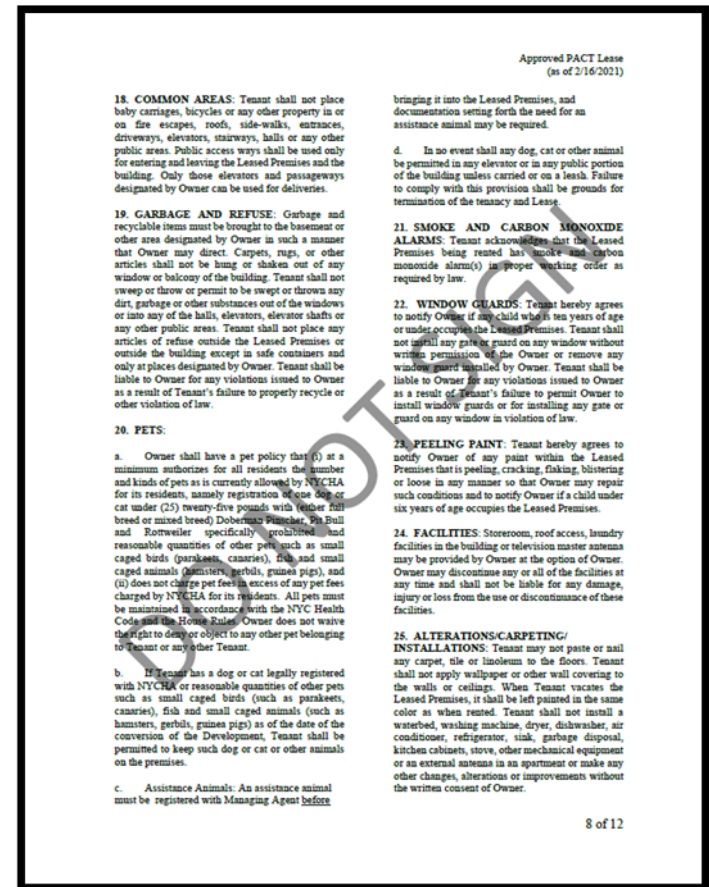 Approved PACT Lease
(as of 2/16/2021)
18. COMMON AREAS: Tenant shall not place
baby carriages, bicycles or any other property in or
on fire escapes, roofs, side-walks, entrances,
driveways, elevators, stairways, halls or any other
public areas. Public access ways shall be used only
for entering and leaving the Leased Premises and the
building. Only those elevators and passageways
designated by Owner can be used for deliveries.
19. GARBAGE AND REFUSE: Garbage and
recyclable items must be brought to the basement or
other area designated by Owner in such a manner
that Owner may direct. Carpets, rugs, or other
articles shall not be hung or shaken out of any
window or balcony of the building. Tenant shall not
sweep or throw or permit to be swept or thrown any
dirt, garbage or other substances out of the windows
or into any of the halls, elevators, elevator shafts or
any other public areas. Tenant shall not place any
articles of refuse outside the Leased Premises or
outside the building except in safe containers and
only at places designated by Owner. Tenant shall be
liable to Owner for any violations issued to Owner
as a result of Tenant's failure to properly recycle or
other violation of law.
20. PETS:
a. Owner shall have a pet policy that (i) at a
minimum authorizes for all residents the number
and kinds of pets as is currently allowed by NYCHA
for its residents, namely registration of one dog or
cat under (25) twenty-five pounds with (either full
breed or mixed breed) Doberman Pinscher, Pit Bull
and Rottweiler specifically prohibited and
reasonable quantities of other pets such as small
caged birds (parakeets, canaries), fish and small
caged animals (hamsters, gerbils, guinea pigs), and
(ii) does not charge pet fees in excess of any pet fees
charged by NYCHA for its residents. All pets must
be maintained in accordance with the NYC Health
Code and the House Rules. Owner does not waive
the right to deny or object to any other pet belonging
to Tenant or any other Tenant.
b. If Tenant has a dog or cat legally registered
with NYCHA or reasonable quantities of other pets
such as small caged birds (such as parakeets,
canaries), fish and small caged animals (such as
hamsters, gerbils, guinea pigs) as of the date of the
conversion of the Development, Tenant shall be
permitted to keep such dog or cat or other animals
on the premises.
c. Assistance Animals: An assistance animal
must be registered with Managing Agent before
bringing it into the Leased Premises, and
documentation setting forth the need for an
assistance animal may be required.
d. In no event shall any dog, cat or other animal
be permitted in any elevator or in any public portion
of the building unless carried or on a leash. Failure
to comply with this provision shall be grounds for
termination of the tenancy and Lease.
21. SMOKE AND CARBON MONOXIDE
ALARMS: Tenant acknowledges that the Leased
Premises being rented has smoke and carbon
monoxide alarm(s) in proper working order as
required by law.
22. WINDOW GUARDS: Tenant hereby agrees
to notify Owner if any child who is ten years of age
or under occupies the Leased Premises. Tenant shall
not install any gate or guard on any window without
written permission of the Owner or remove any
window guard installed by Owner. Tenant shall be
liable to Owner for any violations issued to Owner
as a result of Tenant's failure to permit Owner to
install window guards or for installing any gate or
guard on any window in violation of law.
23. PEELING PAINT: Tenant hereby agrees to
notify Owner of any paint within the Leased
Premises that is peeling, cracking, flaking, blistering
or loose in any manner so that Owner may repair
such conditions and to notify Owner if a child under
six years of age occupies the Leased Premises.
24. FACILITIES: Storeroom, roof access, laundry
facilities in the building or television master antenna
may be provided by Owner at the option of Owner.
Owner may discontinue any or all of the facilities at
any time and shall not be liable for any damage,
injury or loss from the use or discontinuance of these
facilities.
25. ALTERATIONS/CARPETING/
INSTALLATIONS: Tenant may not paste or nail
any carpet, tile or linoleum to the floors. Tenant
shall not apply wallpaper or other wall covering to
the walls or ceilings. When Tenant vacates the
Leased Premises, it shall be left painted in the same
color as when rented. Tenant shall not install a
waterbed, washing machine, dryer, dishwasher, air
conditioner, refrigerator, sink, garbage disposal,
kitchen cabinets, stove, other mechanical equipment
or an external antenna in an apartment or make any
other changes, alterations or improvements without
the written consent of Owner.
8 of 12
DO NOT SIGN